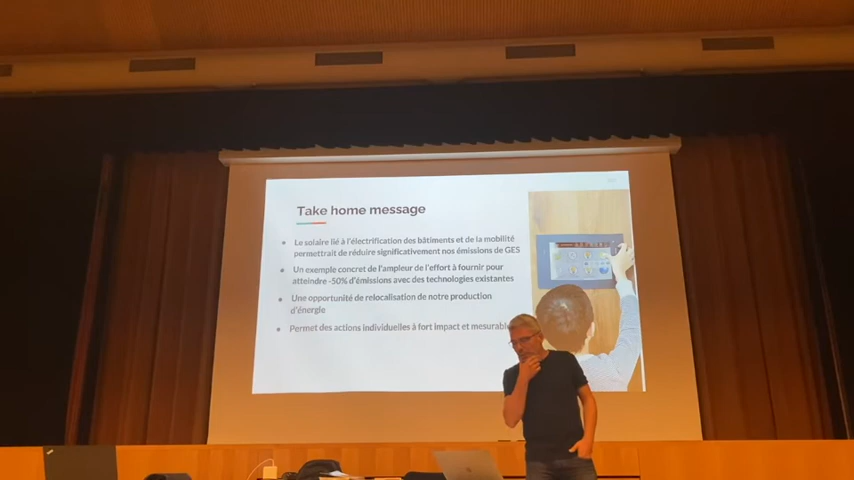 Take home message
Le solaire lié à l'électrification des bâtiments et de la mobilité
permettrait de réduire significativement nos émissions de GES
Un exemple concret de l'ampleur de l'effort à fournir pour
atteindre -50% d'émissions avec des technologies existantes
Une opportunité de relocalisation de notre production
d'énergie
Permet des actions individuelles à fort impact et